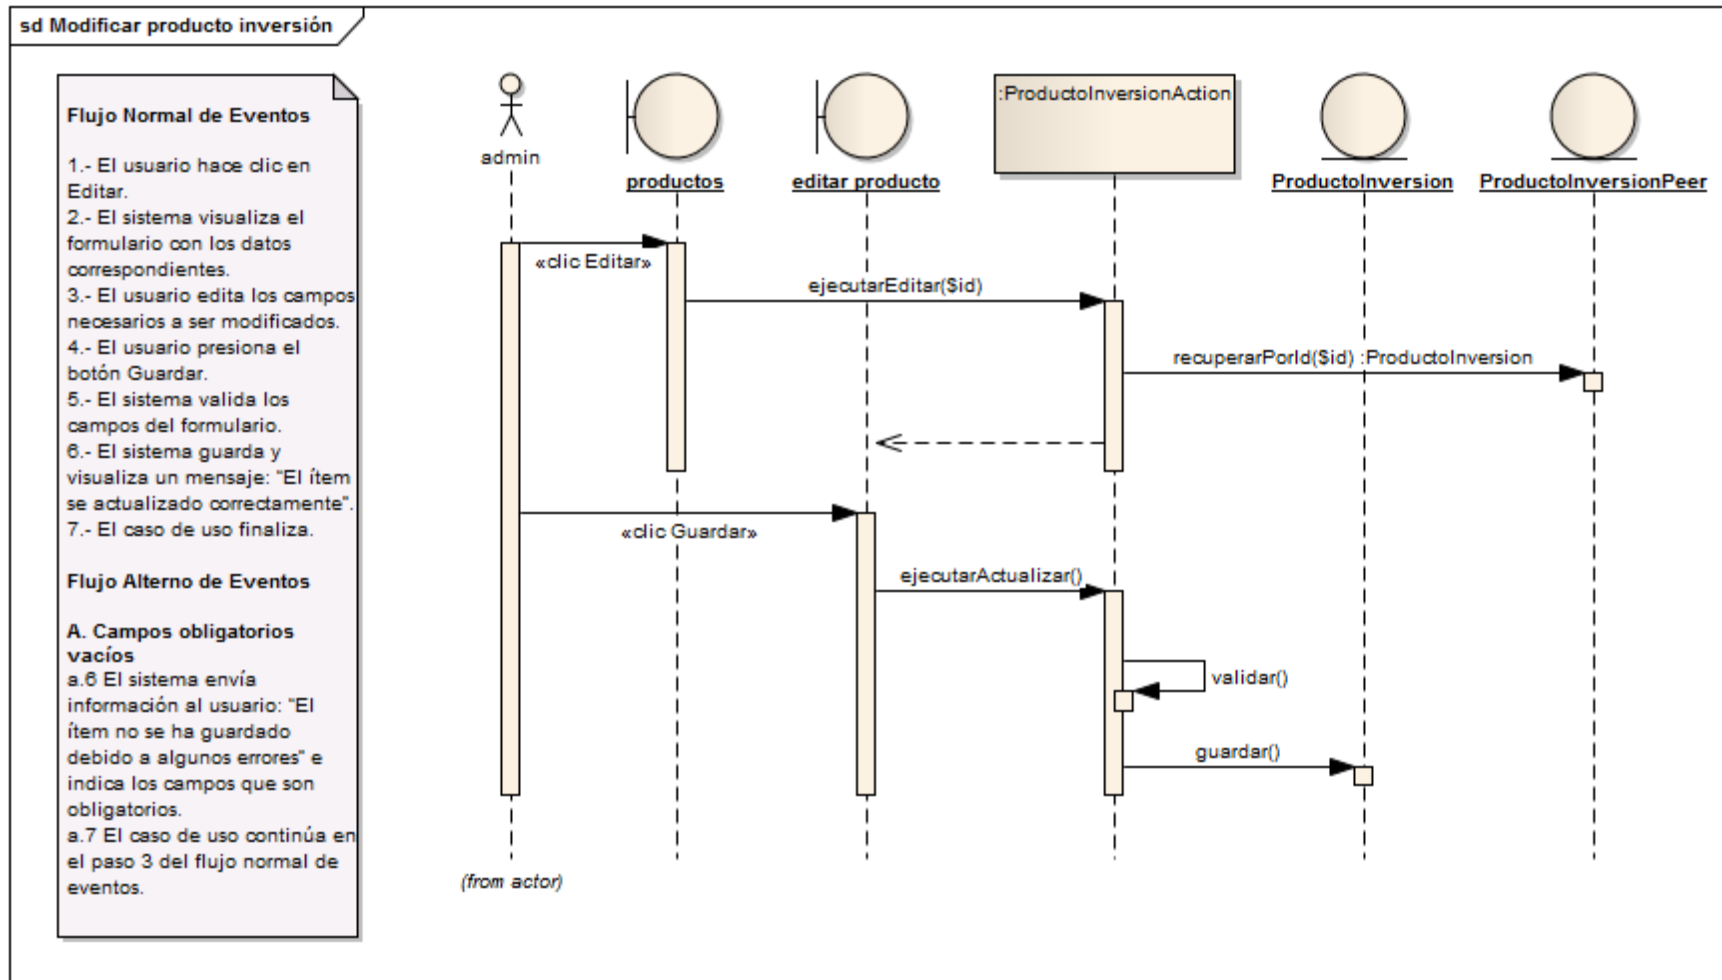 sd Modificar producto inversión
Flujo Normal de Eventos
1.- El usuario hace clic en
Editar.
2.- El sistema visualiza el
formulario con los datos
correspondientes.
3.- El usuario edita los campos
necesarios a ser modificados.
4.- El usuario presiona el
botón Guardar.
5.- El sistema valida los
campos del formulario.
6.- El sistema guarda y
visualiza un mensaje: "El ítem
se actualizado correctamente".
7.- El caso de uso finaliza.
Flujo Alterno de Eventos
A. Campos obligatorios
vacíos
a.6 El sistema envía
información al usuario: "El
ítem no se ha guardado
debido a algunos errores" e
indica los campos que son
obligatorios.
a.7 El caso de uso continúa en
el paso 3 del flujo normal de
eventos.
admin
productos
editar producto
:ProductoInversionAction
ProductoInversion
ProductoInversionPeer
«clic Editar»
ejecutarEditar($id)
recuperarPorId($id) :ProductoInversion
«clic Guardar»
ejecutarActualizar()
validar()
guardar()
(from actor)